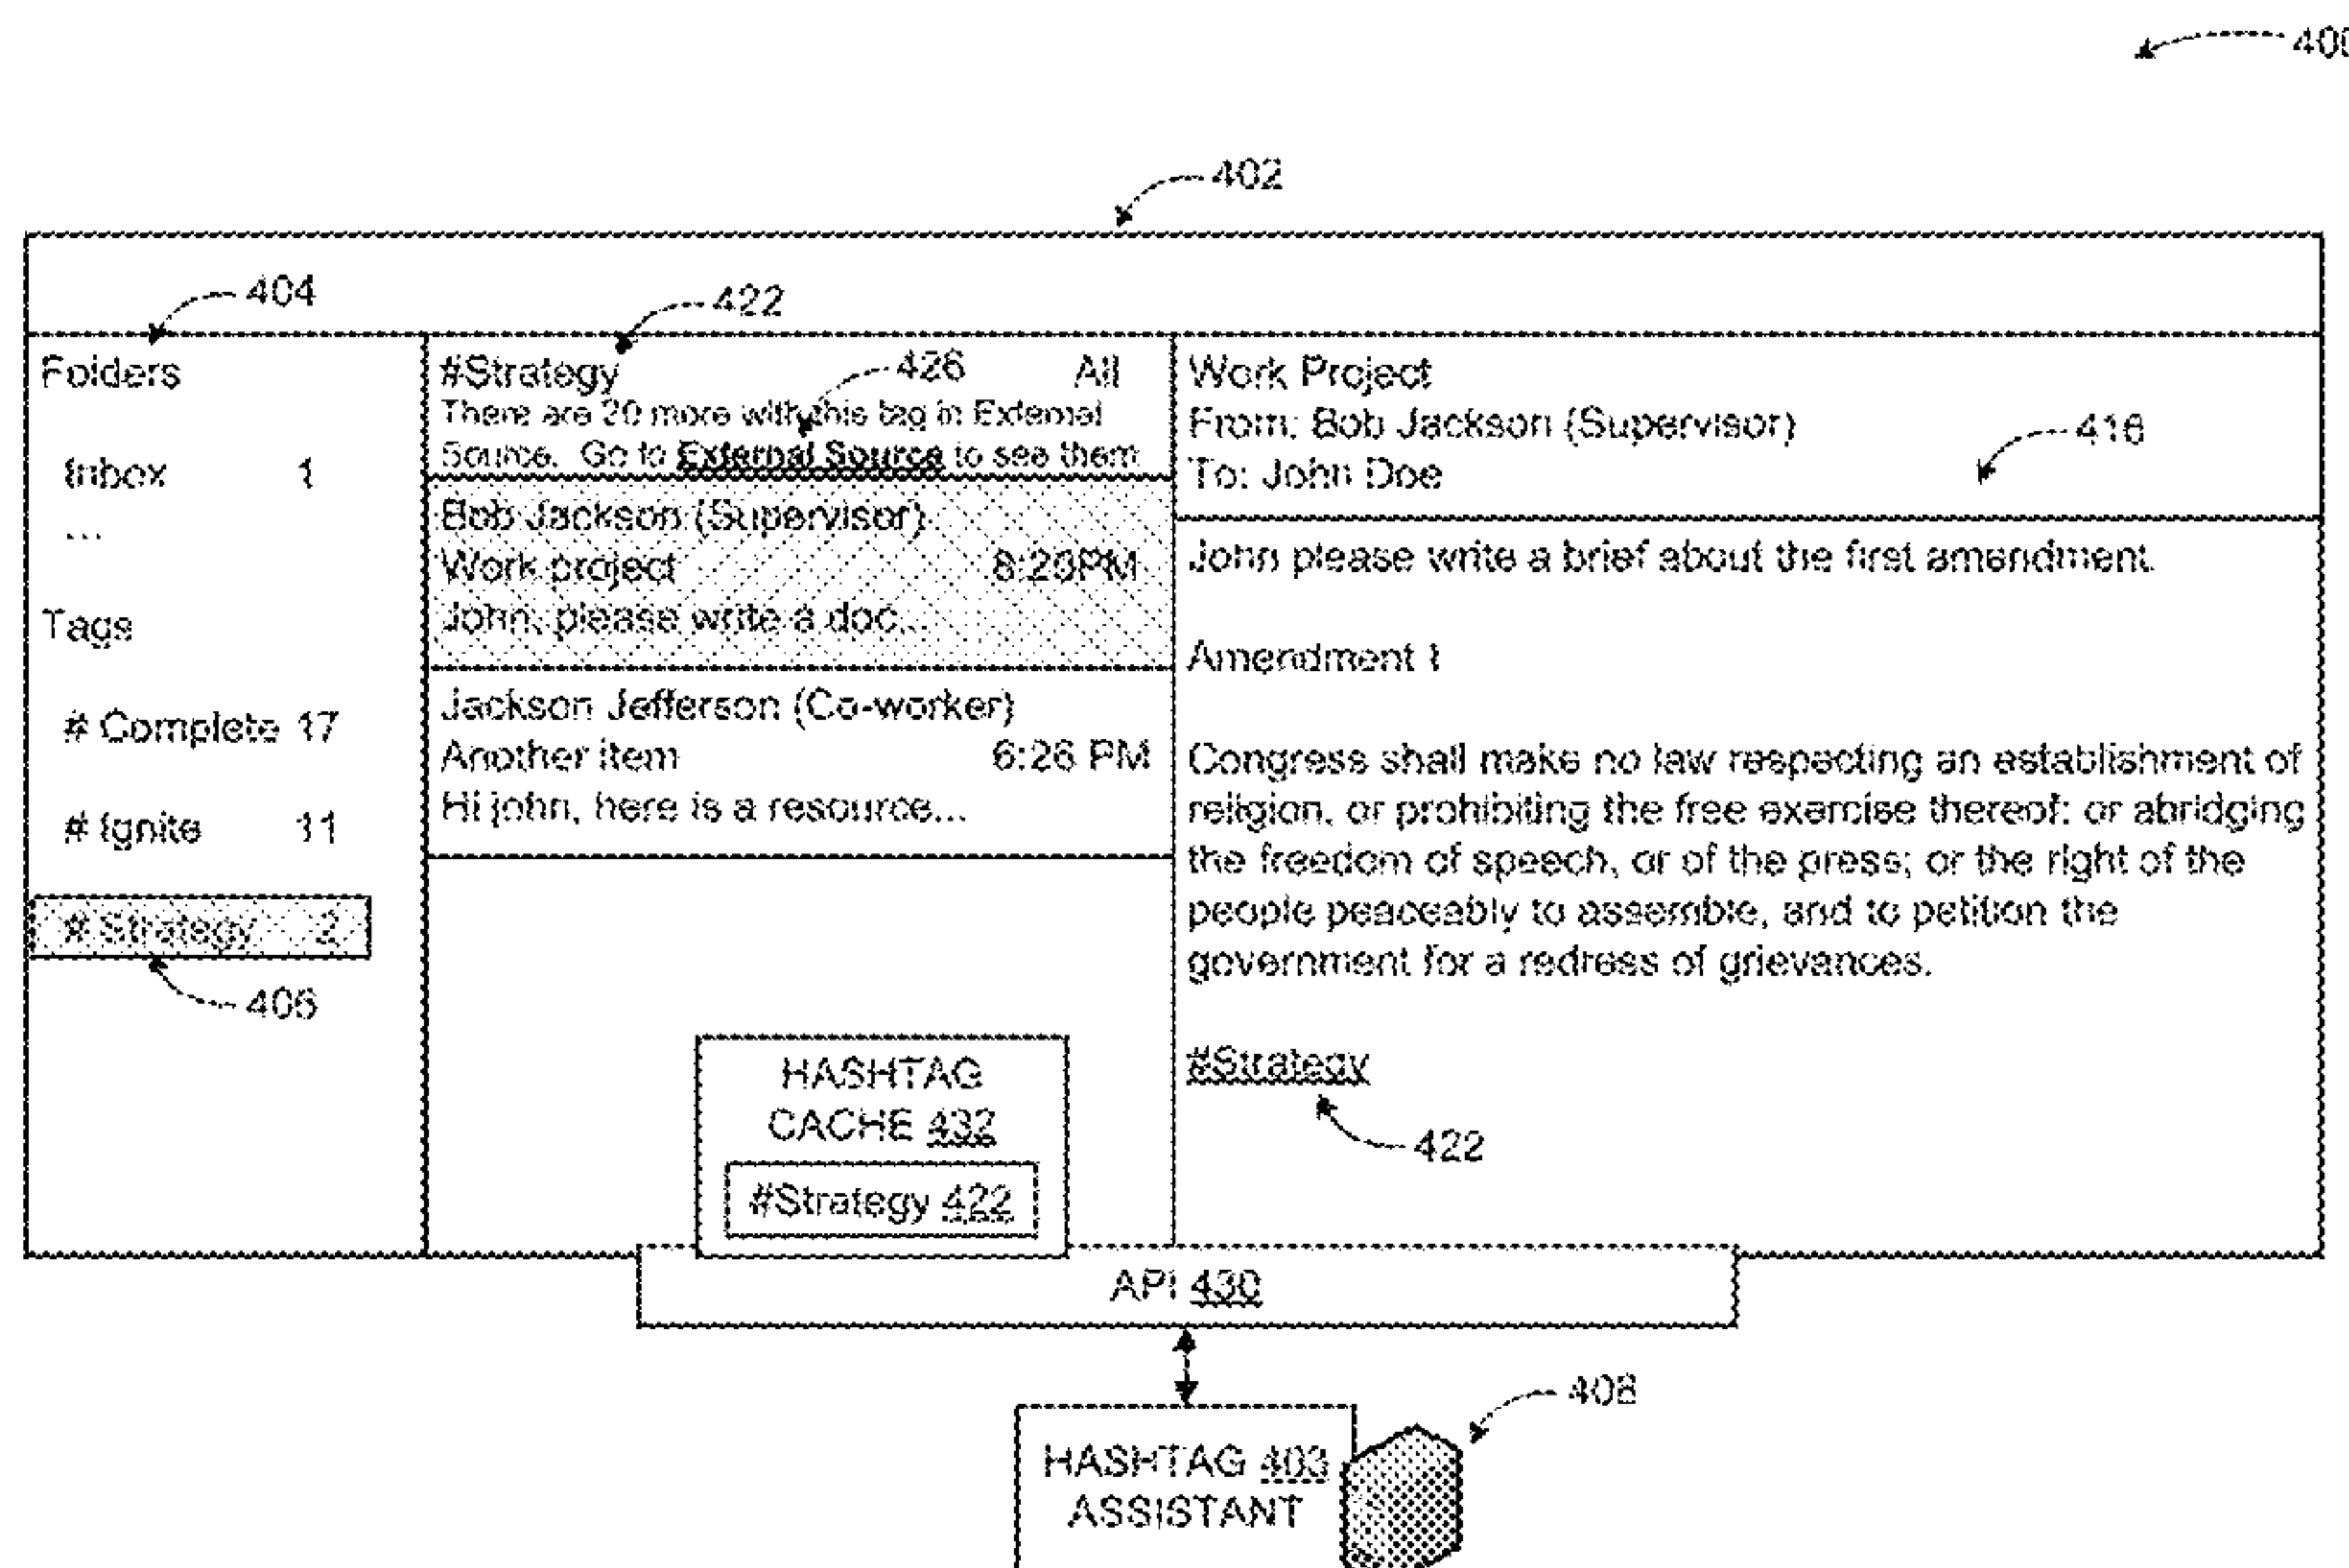 400
402
404
422
Folders
Inbox 1
...
Tags
# Complete 17
# Ignite 11
# Strategy 2
406
#Strategy All
426
There are 20 more with this tag in External
Source. Go to External Source to see them
Bob Jackson (Supervisor)
Work project 8:20PM
John, please write a doc...
Jackson Jefferson (Co-worker)
Another item 6:26 PM
Hi john, here is a resource...
Work Project
From: Bob Jackson (Supervisor)
To: John Doe
416
John please write a brief about the first amendment.
Amendment I
Congress shall make no law respecting an establishment of
religion, or prohibiting the free exercise thereof; or abridging
the freedom of speech, or of the press; or the right of the
people peaceably to assemble, and to petition the
government for a redress of grievances.
#Strategy
422
HASHTAG
CACHE 432
#Strategy 422
API 430
408
HASHTAG 403
ASSISTANT